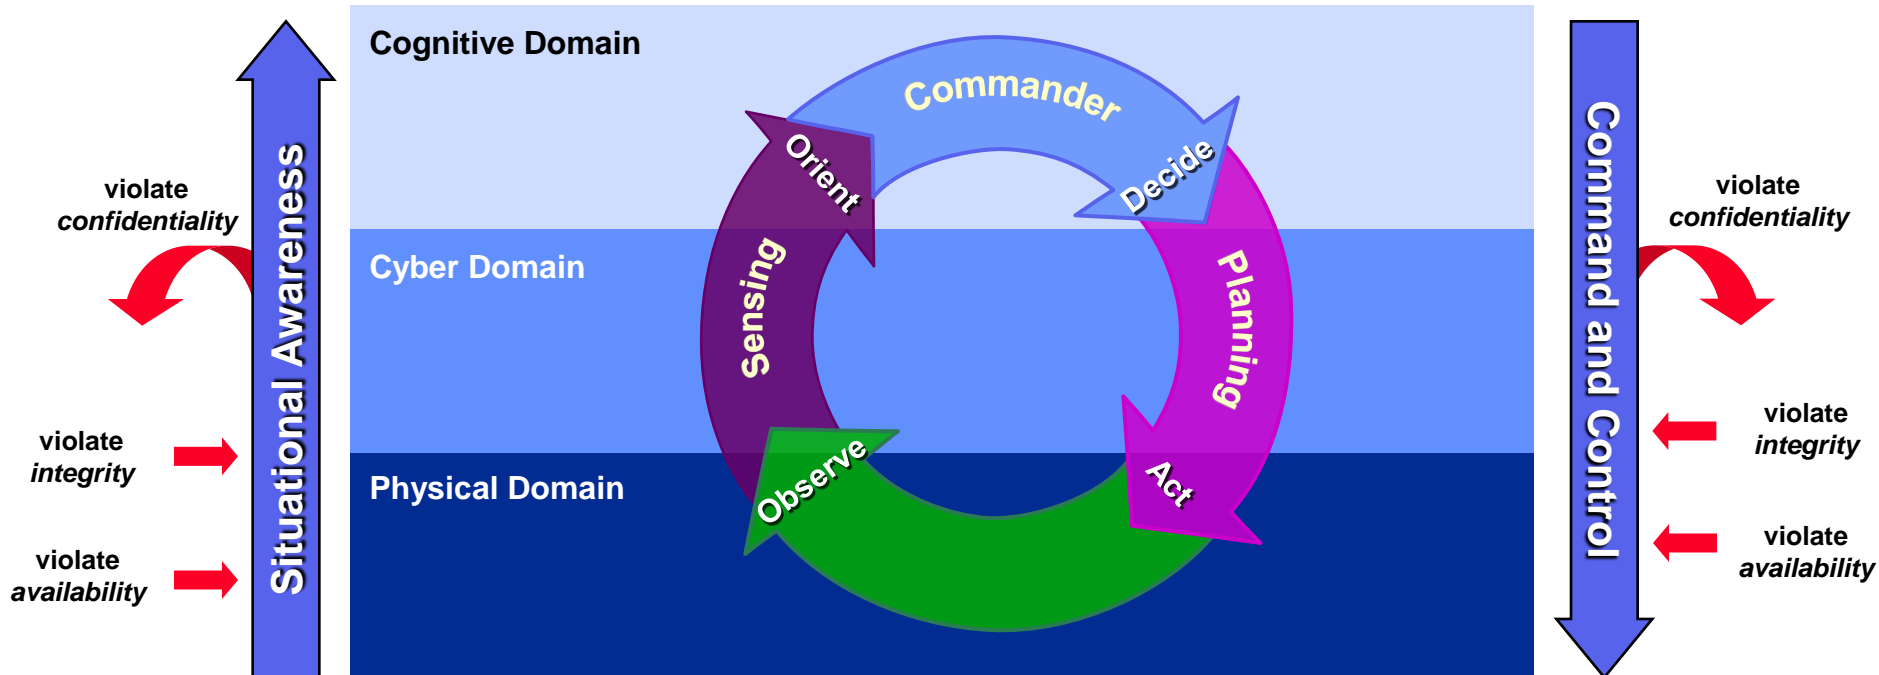 Cognitive Domain
Commander
Orient
Decide
violate
confidentiality
Situational Awareness
Command and Control
violate
confidentiality
Cyber Domain
Sensing
Planning
violate
integrity
violate
integrity
Physical Domain
Observe
Act
violate
availability
violate
availability